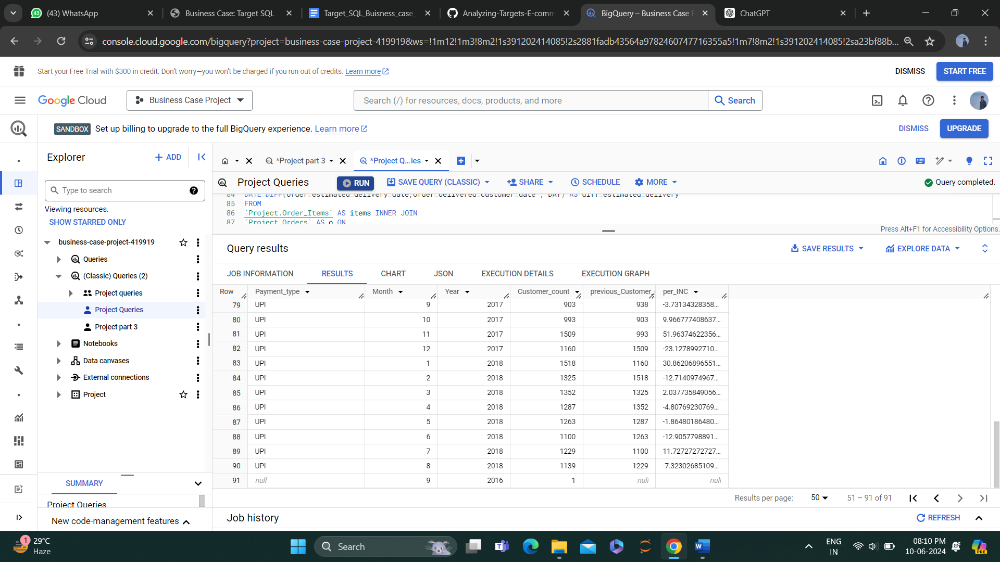 (43) WhatsApp
Business Case: Target SQL
Target_SQL_Buisness_case_
Analyzing-Targets-E-comm
BigQuery – Business Case P
ChatGPT
console.cloud.google.com/bigquery?project=business-case-project-419919&ws=!1m12!1m3!8m2!1s391202414085!2s2881fadb43564a9782460747716355a5!1m7!8m2!1s391202414085!2sa23bf88b...
Start your Free Trial with $300 in credit. Don't worry—you won't be charged if you run out of credits. Learn more
DISMISS
START FREE
Google Cloud
Business Case Project
Search (/) for resources, docs, products, and more
Search
SANDBOX Set up billing to upgrade to the full BigQuery experience. Learn more
DISMISS
UPGRADE
Explorer
+ ADD
*Project part 3
*Project Q...ies
Type to search
Viewing resources.
SHOW STARRED ONLY
business-case-project-419919
Queries
(Classic) Queries (2)
Project queries
Project Queries
Project part 3
Notebooks
Data canvases
External connections
Project
SUMMARY
Project Queries
New code-management features
Project Queries
RUN
SAVE QUERY (CLASSIC)
SHARE
SCHEDULE
MORE
Query completed.
84 DATE_DIFF(order_estimated_delivery_date,order_delivered_customer_date , DAY) AS diff_estimated_delivery
85 FROM
86 `Project.Order_Items` AS items INNER JOIN
87 `Project.Orders` AS o ON
Press Alt+F1 for Accessibility Options.
Query results
SAVE RESULTS
EXPLORE DATA
JOB INFORMATION RESULTS CHART JSON EXECUTION DETAILS EXECUTION GRAPH
Row Payment_type Month Year Customer_count previous_Customer_ per_INC
79 UPI 9 2017 903 938 -3.73134328358...
80 UPI 10 2017 993 903 9.966777408637...
81 UPI 11 2017 1509 993 51.96374622356...
82 UPI 12 2017 1160 1509 -23.1278992710...
83 UPI 1 2018 1518 1160 30.86206896551...
84 UPI 2 2018 1325 1518 -12.7140974967...
85 UPI 3 2018 1352 1325 2.037735849056...
86 UPI 4 2018 1287 1352 -4.80769230769...
87 UPI 5 2018 1263 1287 -1.86480186480...
88 UPI 6 2018 1100 1263 -12.9057798891...
89 UPI 7 2018 1229 1100 11.72727272727...
90 UPI 8 2018 1139 1229 -7.32302685109...
91 null 9 2016 1 null null
Results per page: 50 51 – 91 of 91
Job history
REFRESH
1
29°C
Haze
Search
ENG
IN
08:10 PM
10-06-2024
PRE